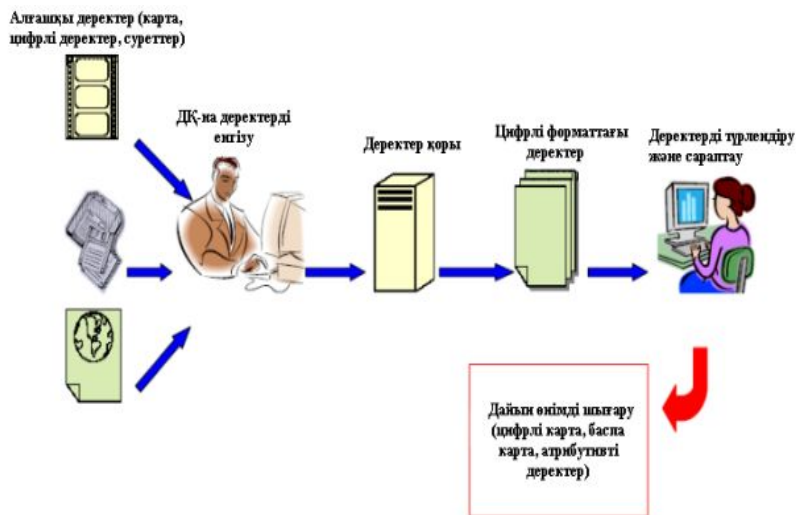 Алғашқы деректер (карта,
цифрлі деректер, суреттер)
ДҚ-на деректерді
енгізу
Деректер қоры
Цифрлі форматтағы
деректер
Деректерді түрлендіру
және сараптау
Дайын өнімді шығару
(цифрлі карта, баспа
карта, атрибутивті
деректер)